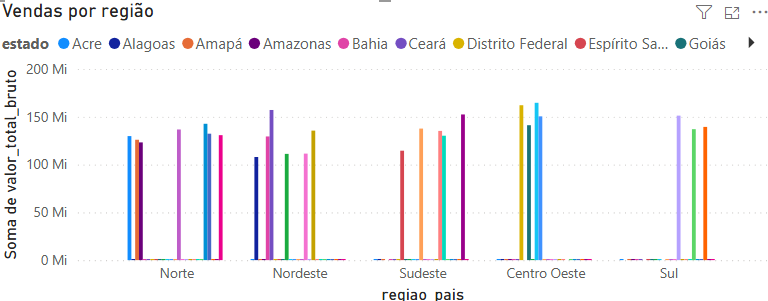 Vendas por região
estado Acre Alagoas Amapá Amazonas Bahia Ceará Distrito Federal Espírito Sa... Goiás
200 Mi
150 Mi
100 Mi
50 Mi
0 Mi
Soma de valor_total_bruto
Norte Nordeste Sudeste Centro Oeste Sul
regiao_pais